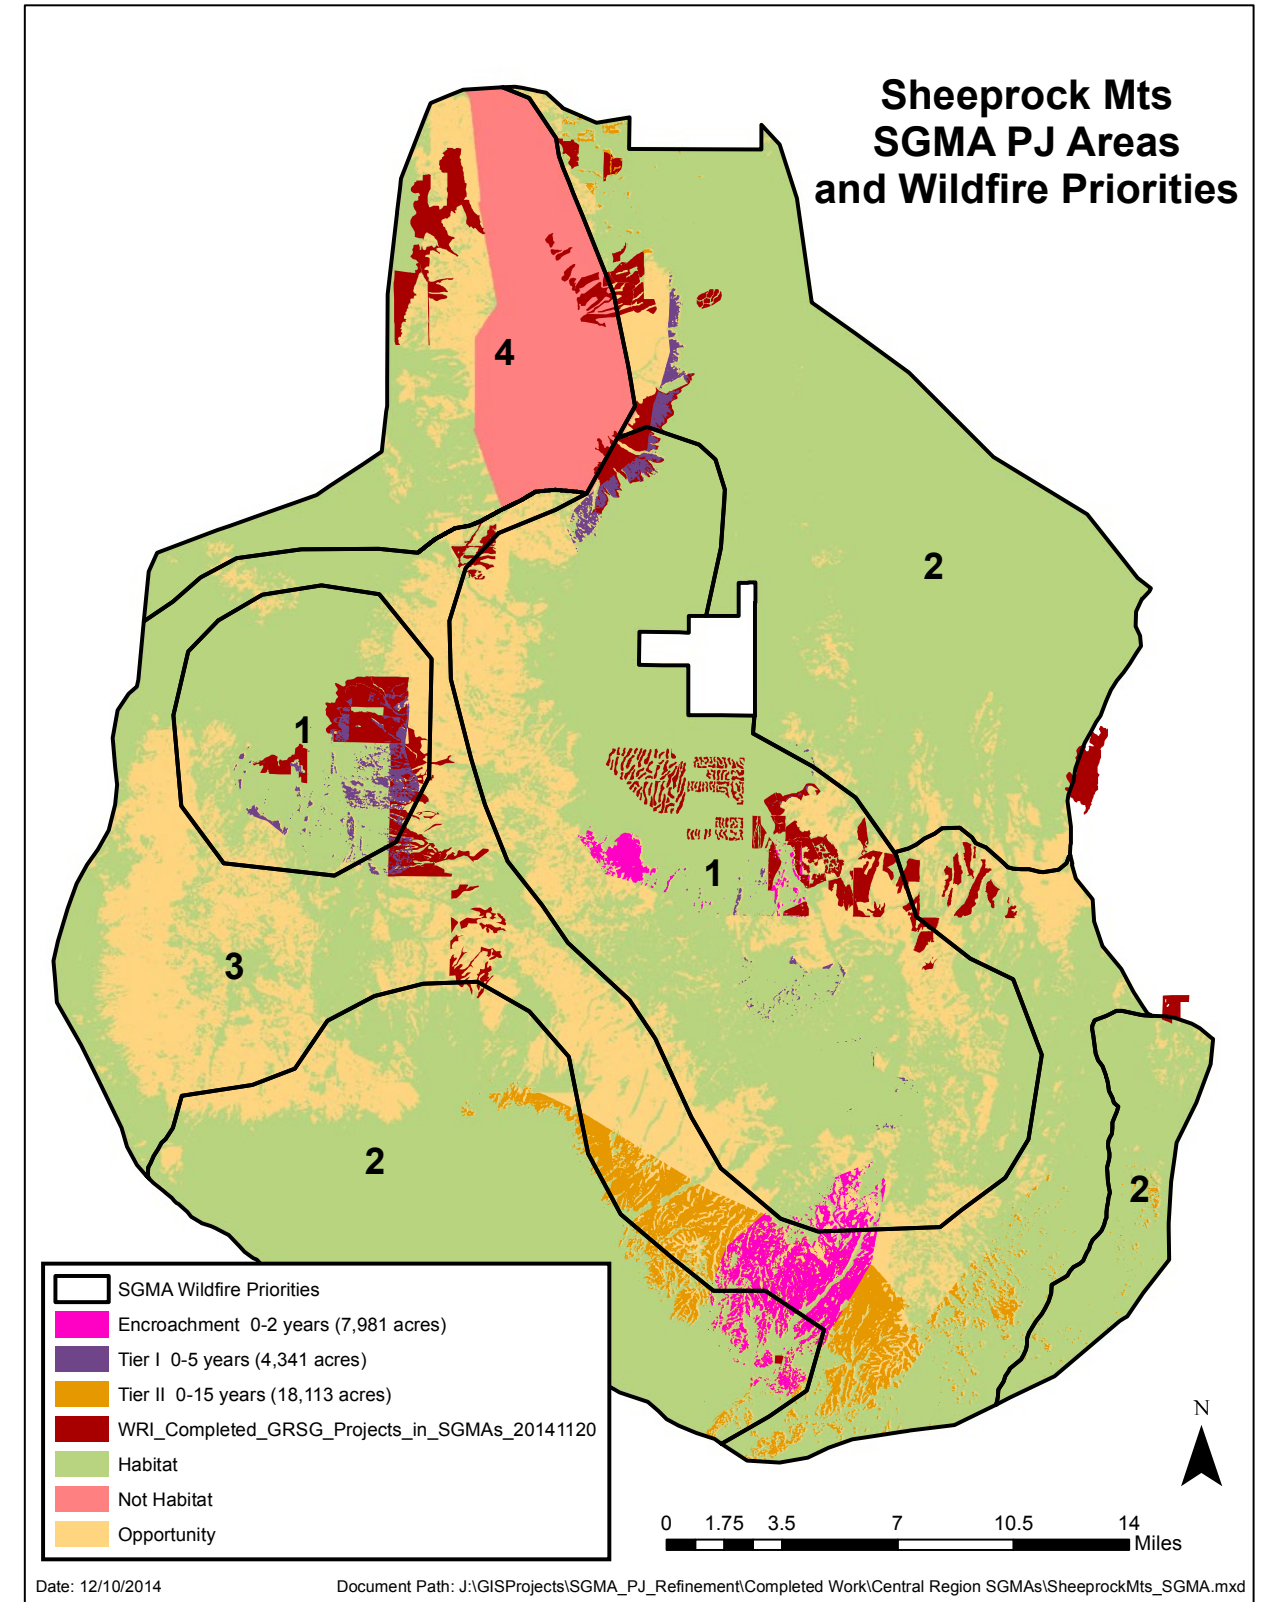 Sheeprock Mts
SGMA PJ Areas
and Wildfire Priorities
4
2
1
1
3
2
2
SGMA Wildfire Priorities
Encroachment 0-2 years (7,981 acres)
Tier I 0-5 years (4,341 acres)
Tier II 0-15 years (18,113 acres)
WRI_Completed_GRSG_Projects_in_SGMAs_20141120
Habitat
Not Habitat
Opportunity
N
0 1.75 3.5 7 10.5 14
Miles
Date: 12/10/2014
Document Path: J:\GISProjects\SGMA_PJ_Refinement\Completed Work\Central Region SGMAs\SheeprockMts_SGMA.mxd